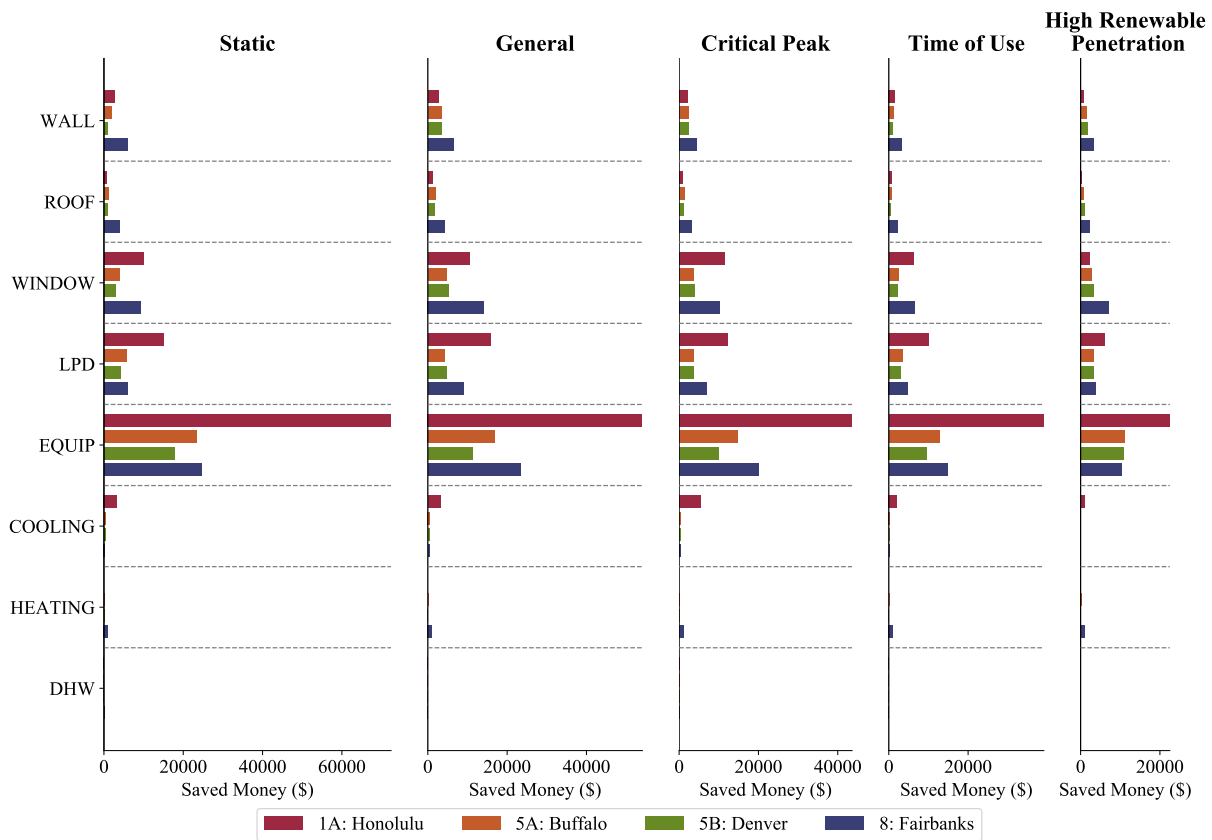 Static
General
Critical Peak
Time of Use
High Renewable
Penetration
WALL
ROOF
WINDOW
LPD
EQUIP
COOLING
HEATING
DHW
0 20000 40000 60000
Saved Money ($)
0 20000 40000
Saved Money ($)
0 20000 40000
Saved Money ($)
0 20000
Saved Money ($)
0 20000
Saved Money ($)
1A: Honolulu 5A: Buffalo 5B: Denver 8: Fairbanks